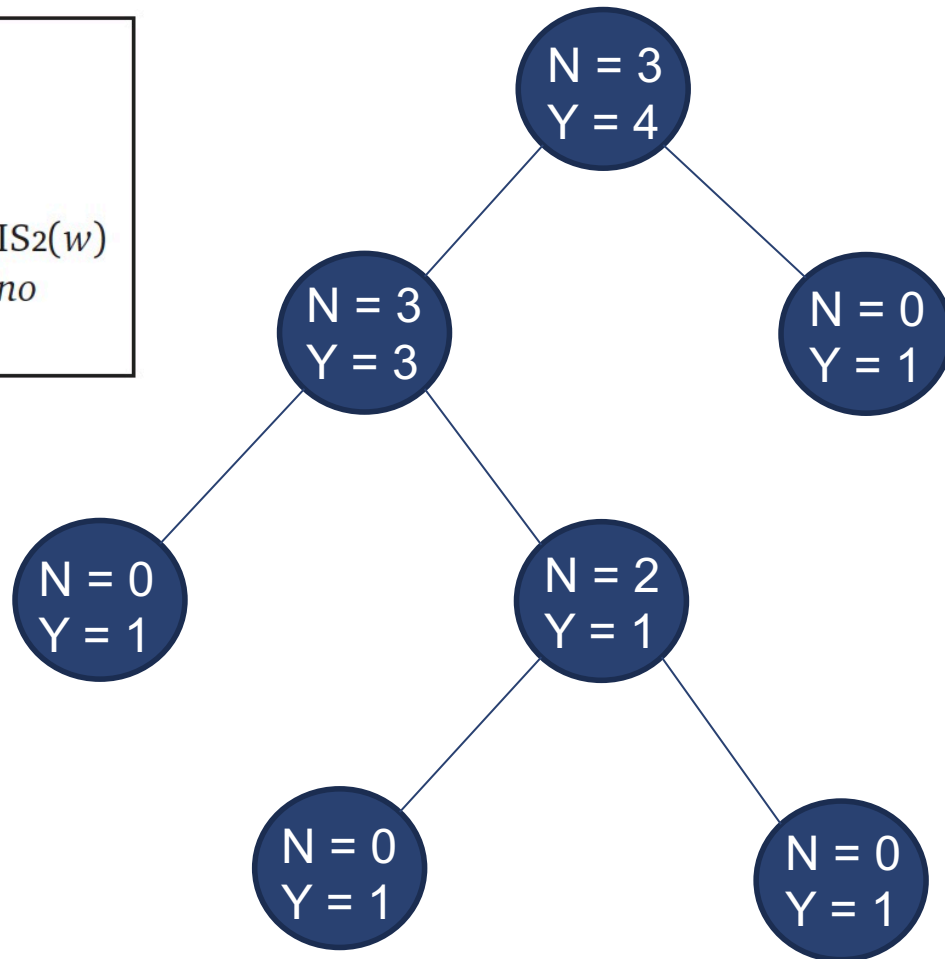 IS2(w)
no
N = 3
Y = 4
N = 3
Y = 3
N = 0
Y = 1
N = 0
Y = 1
N = 2
Y = 1
N = 0
Y = 1
N = 0
Y = 1